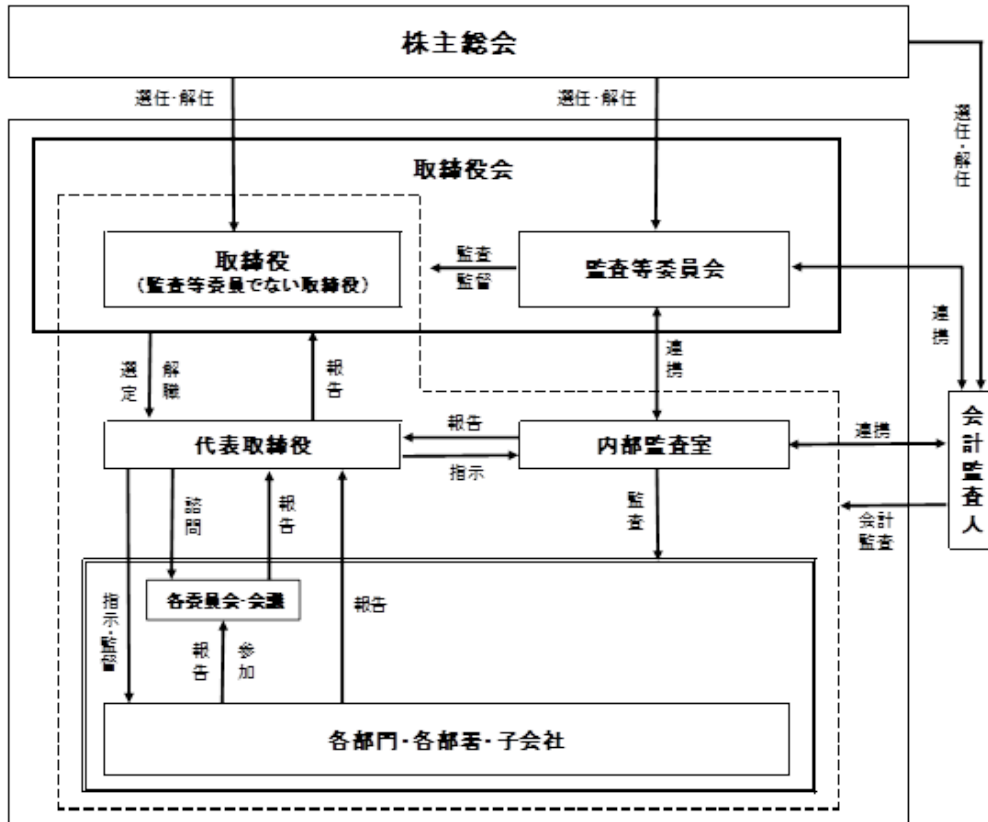 株主総会
選任・解任
選任・解任
選任・解任
取締役会
取締役
(監査等委員でない取締役)
監査
監督
監査等委員会
連携
選定
解職
報告
連携
代表取締役
報告
指示
内部監査室
連携
会計監査人
諮問
報告
監査
会計
監査
各委員会・会議
指示・監督
報告
報告
参加
各部門・各部署・子会社